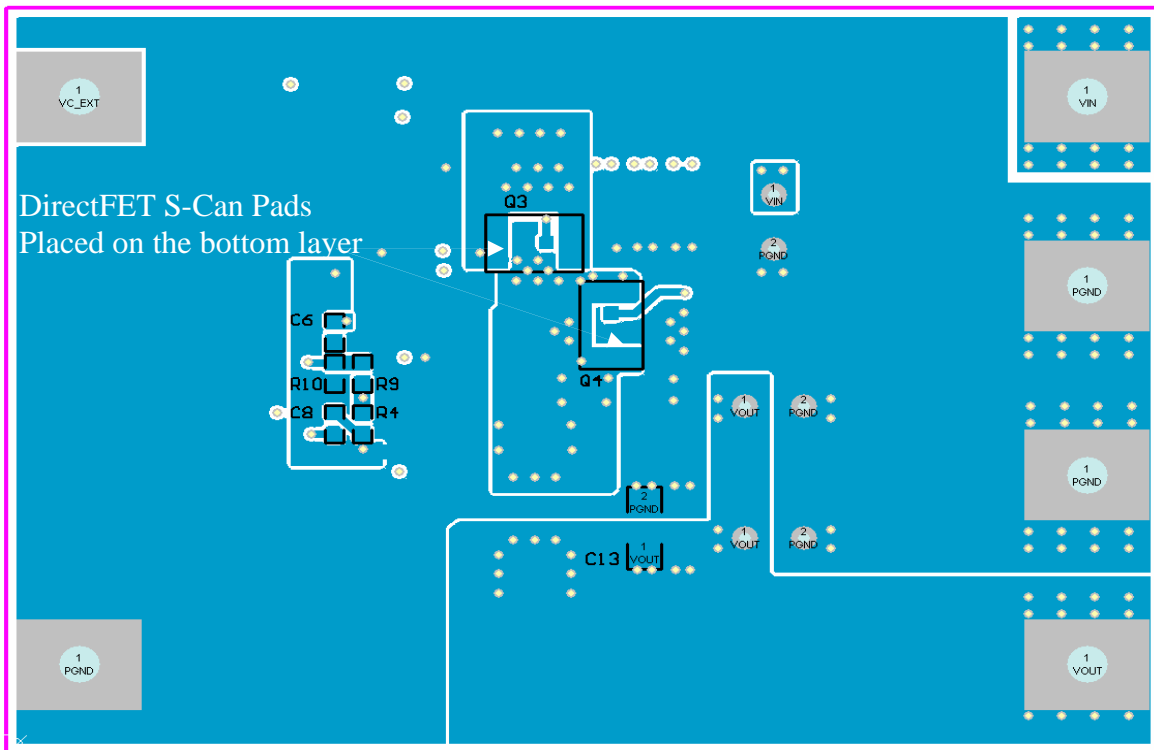 1
VC_EXT
1
VIN
DirectFET S-Can Pads
Placed on the bottom layer
Q3
1
VIN
2
PGND
1
PGND
C6
R10
R9
C8
R4
Q4
1
VOUT
2
PGND
1
PGND
2
PGND
C13
1
VOUT
1
VOUT
2
PGND
1
PGND
1
VOUT